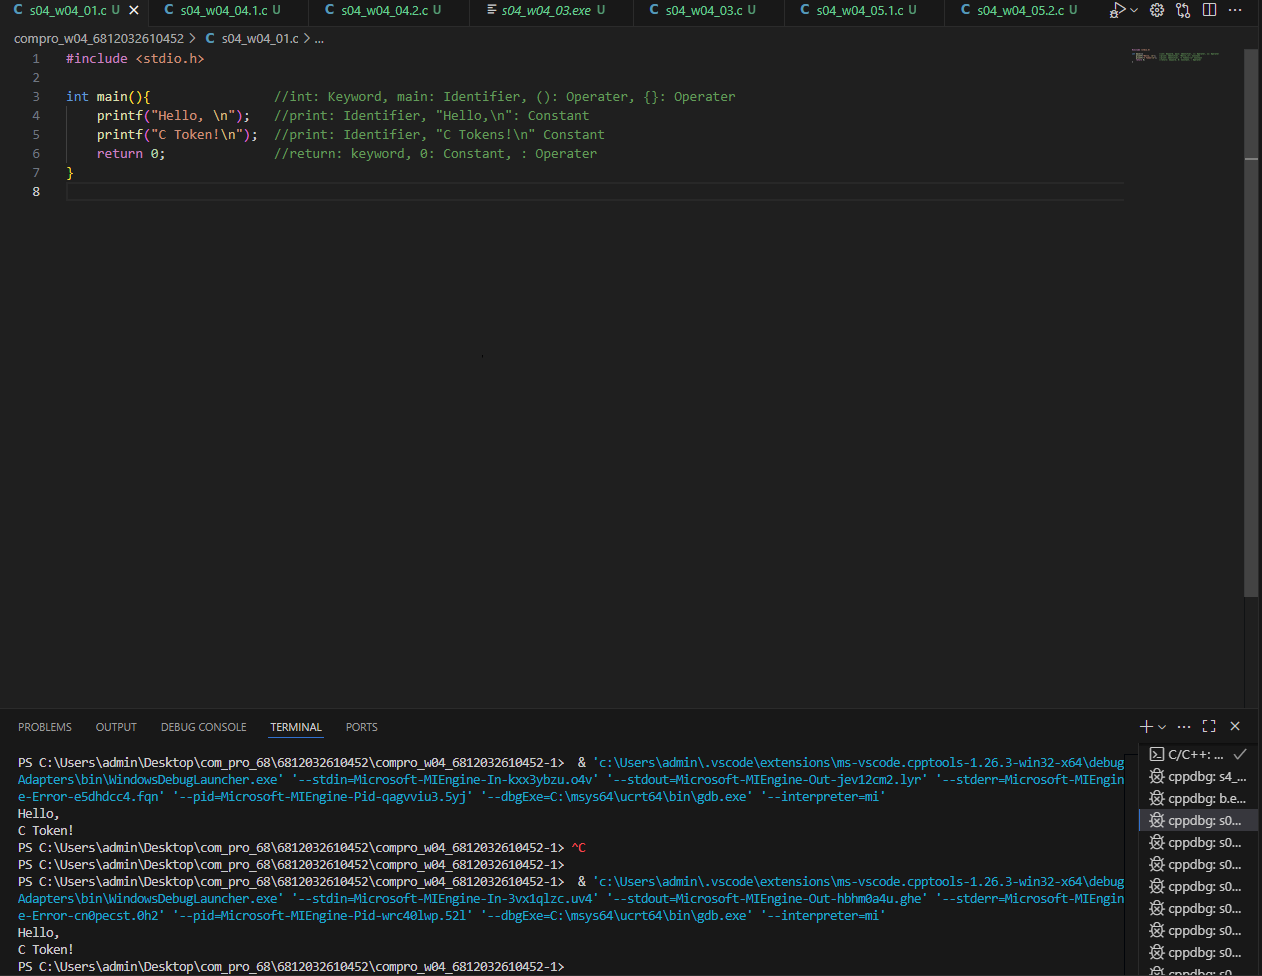 C s04_w04_01.c U × C s04_w04_04.1.c U C s04_w04_04.2.c U s04_w04_03.exe U C s04_w04_03.c U C s04_w04_05.1.c U C s04_w04_05.2.c U
compro_w04_6812032610452 > C s04_w04_01.c > ...
1 #include <stdio.h>
2
3 int main(){ //int: Keyword, main: Identifier, (): Operater, {}: Operater
4 printf("Hello, \n"); //print: Identifier, "Hello,\n": Constant
5 printf("C Token!\n"); //print: Identifier, "C Tokens!\n" Constant
6 return 0; //return: keyword, 0: Constant, : Operater
7 }
8
PROBLEMS OUTPUT DEBUG CONSOLE TERMINAL PORTS
PS C:\Users\admin\Desktop\com_pro_68\6812032610452\compro_w04_6812032610452-1> & 'c:\Users\admin\.vscode\extensions\ms-vscode.cpptools-1.26.3-win32-x64\debug
Adapters\bin\WindowsDebugLauncher.exe' '--stdin=Microsoft-MIEngine-In-kxx3ybzu.o4v' '--stdout=Microsoft-MIEngine-Out-jev12cm2.lyr' '--stderr=Microsoft-MIEngin
e-Error-e5dhdcc4.fqn' '--pid=Microsoft-MIEngine-Pid-qagvviu3.5yj' '--dbgExe=C:\msys64\ucrt64\bin\gdb.exe' '--interpreter=mi'
Hello,
C Token!
PS C:\Users\admin\Desktop\com_pro_68\6812032610452\compro_w04_6812032610452-1> ^C
PS C:\Users\admin\Desktop\com_pro_68\6812032610452\compro_w04_6812032610452-1>
PS C:\Users\admin\Desktop\com_pro_68\6812032610452\compro_w04_6812032610452-1> & 'c:\Users\admin\.vscode\extensions\ms-vscode.cpptools-1.26.3-win32-x64\debug
Adapters\bin\WindowsDebugLauncher.exe' '--stdin=Microsoft-MIEngine-In-3vx1qlzc.uv4' '--stdout=Microsoft-MIEngine-Out-hbhm0a4u.ghe' '--stderr=Microsoft-MIEngin
e-Error-cn0pecst.0h2' '--pid=Microsoft-MIEngine-Pid-wrc40lwp.52l' '--dbgExe=C:\msys64\ucrt64\bin\gdb.exe' '--interpreter=mi'
Hello,
C Token!
PS C:\Users\admin\Desktop\com_pro_68\6812032610452\compro_w04_6812032610452-1>
C/C++: ...
cppdbg: s4_...
cppdbg: b.e...
cppdbg: s0...
cppdbg: s0...
cppdbg: s0...
cppdbg: s0...
cppdbg: s0...
cppdbg: s0...
cppdbg: s0...
cppdbg: s0...